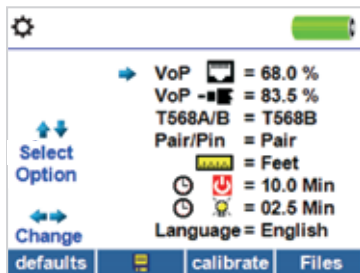 VoP = 68.0 %
VoP = 83.5 %
T568A/B = T568B
Pair/Pin = Pair
= Feet
= 10.0 Min
= 02.5 Min
Language = English
Select
Option
Change
defaults calibrate Files